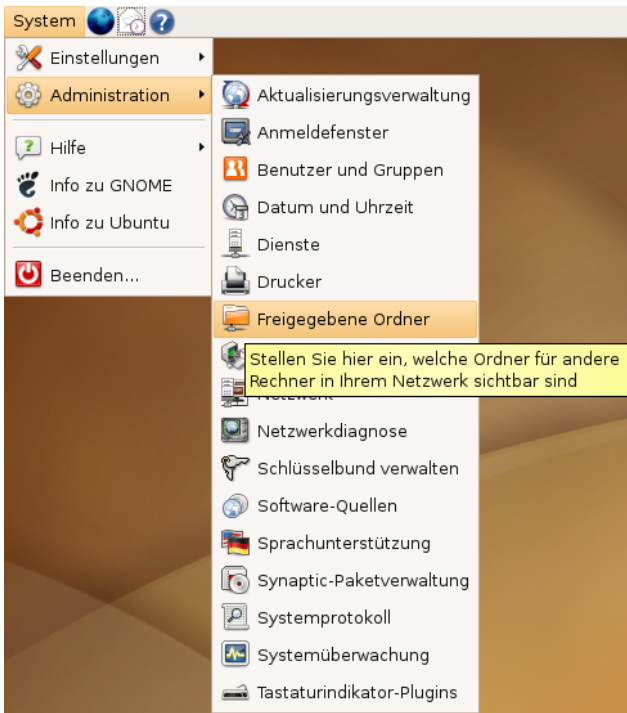 System
Einstellungen
Administration
Hilfe
Info zu GNOME
Info zu Ubuntu
Beenden...
Aktualisierungsverwaltung
Anmeldefenster
Benutzer und Gruppen
Datum und Uhrzeit
Dienste
Drucker
Freigegebene Ordner
Stellen Sie hier ein, welche Ordner für andere
Rechner in Ihrem Netzwerk sichtbar sind
Netzwerk
Netzwerkdiagnose
Schlüsselbund verwalten
Software-Quellen
Sprachunterstützung
Synaptic-Paketverwaltung
Systemprotokoll
Systemüberwachung
Tastaturindikator-Plugins